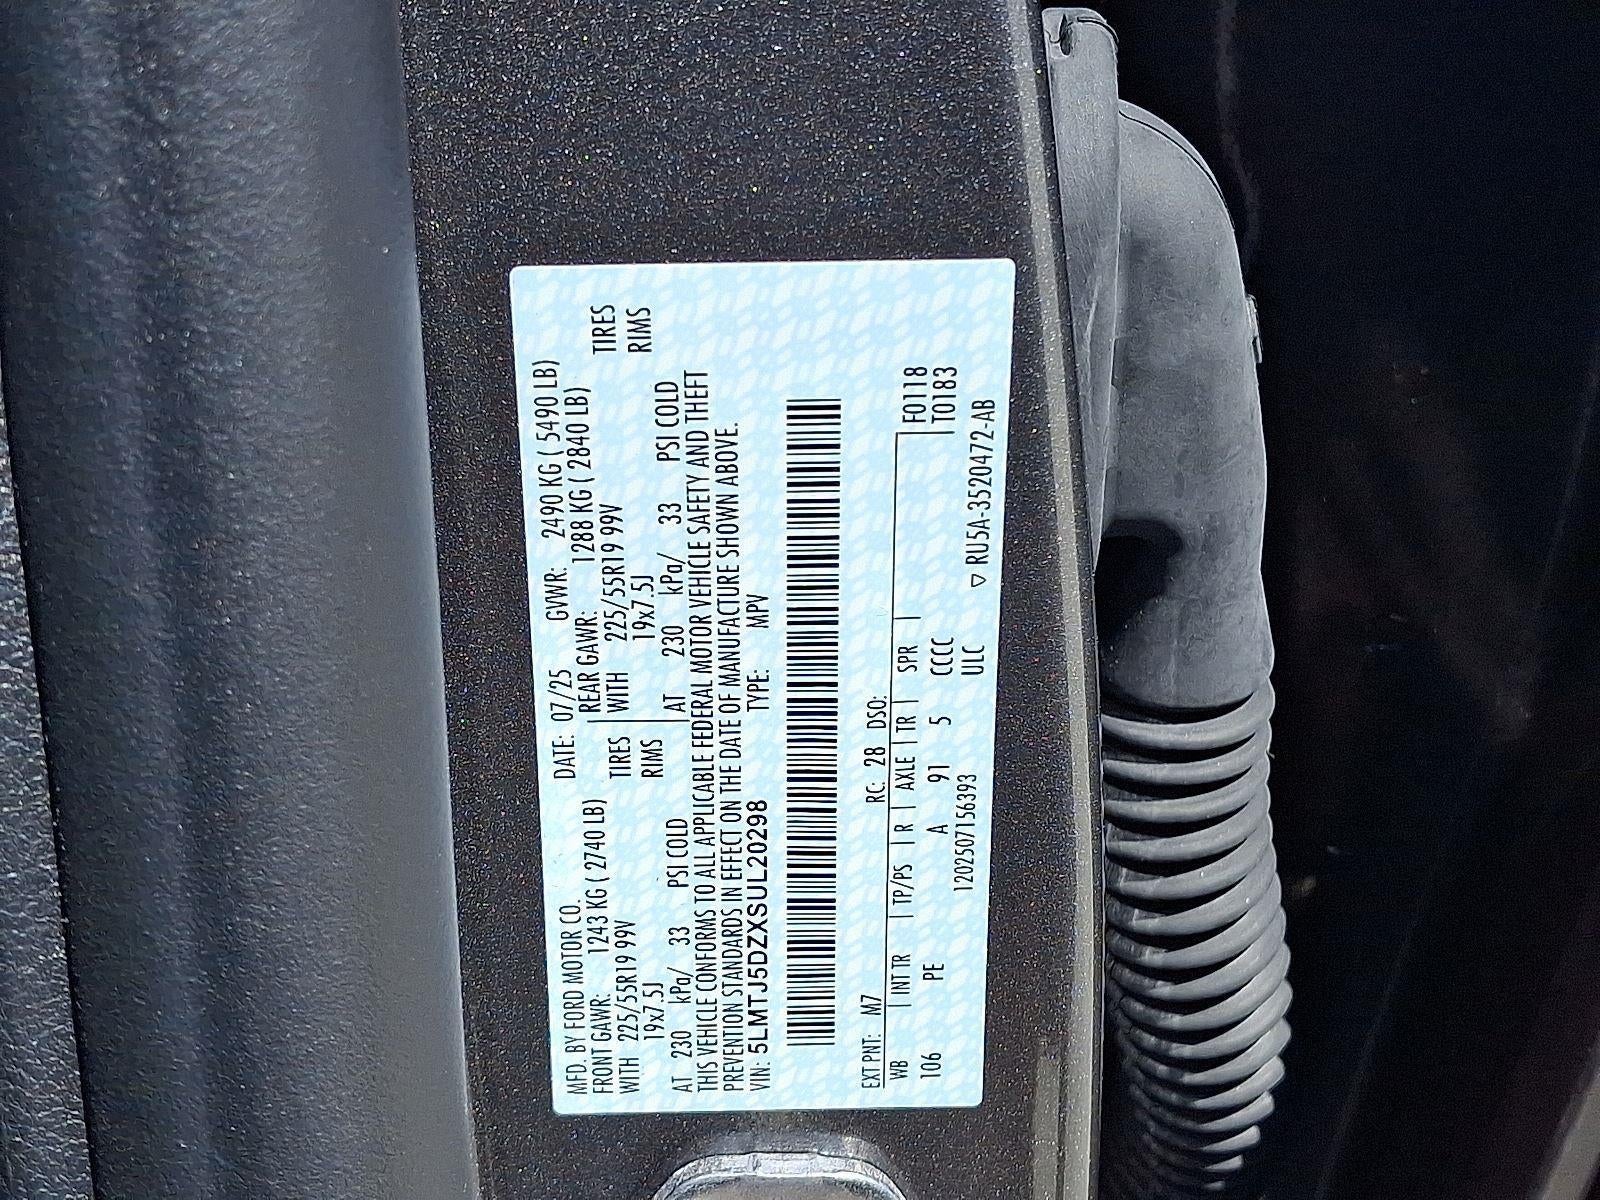 MFD. BY FORD MOTOR CO. DATE: 07/25 GVWR: 2490 KG ( 5490 LB)
FRONT GAWR: 1243 KG ( 2740 LB) REAR GAWR: 1288 KG ( 2840 LB)
WITH 225/55R19 99V TIRES WITH 225/55R19 99V TIRES
19x7.5J RIMS 19x7.5J RIMS
AT 230 kPa/ 33 PSI COLD AT 230 kPa/ 33 PSI COLD
THIS VEHICLE CONFORMS TO ALL APPLICABLE FEDERAL MOTOR VEHICLE SAFETY AND THEFT
PREVENTION STANDARDS IN EFFECT ON THE DATE OF MANUFACTURE SHOWN ABOVE.
VIN: 5LMTJ5DZXSUL20298 TYPE: MPV
EXT PNT: M7 RC: 28 DSO:
WB | INT TR | TP/PS | R | AXLE | TR | SPR | F0118
106 PE A 91 5 CCCC T0183
120250715639​3 ULC ▽ RU5A-3520472-AB